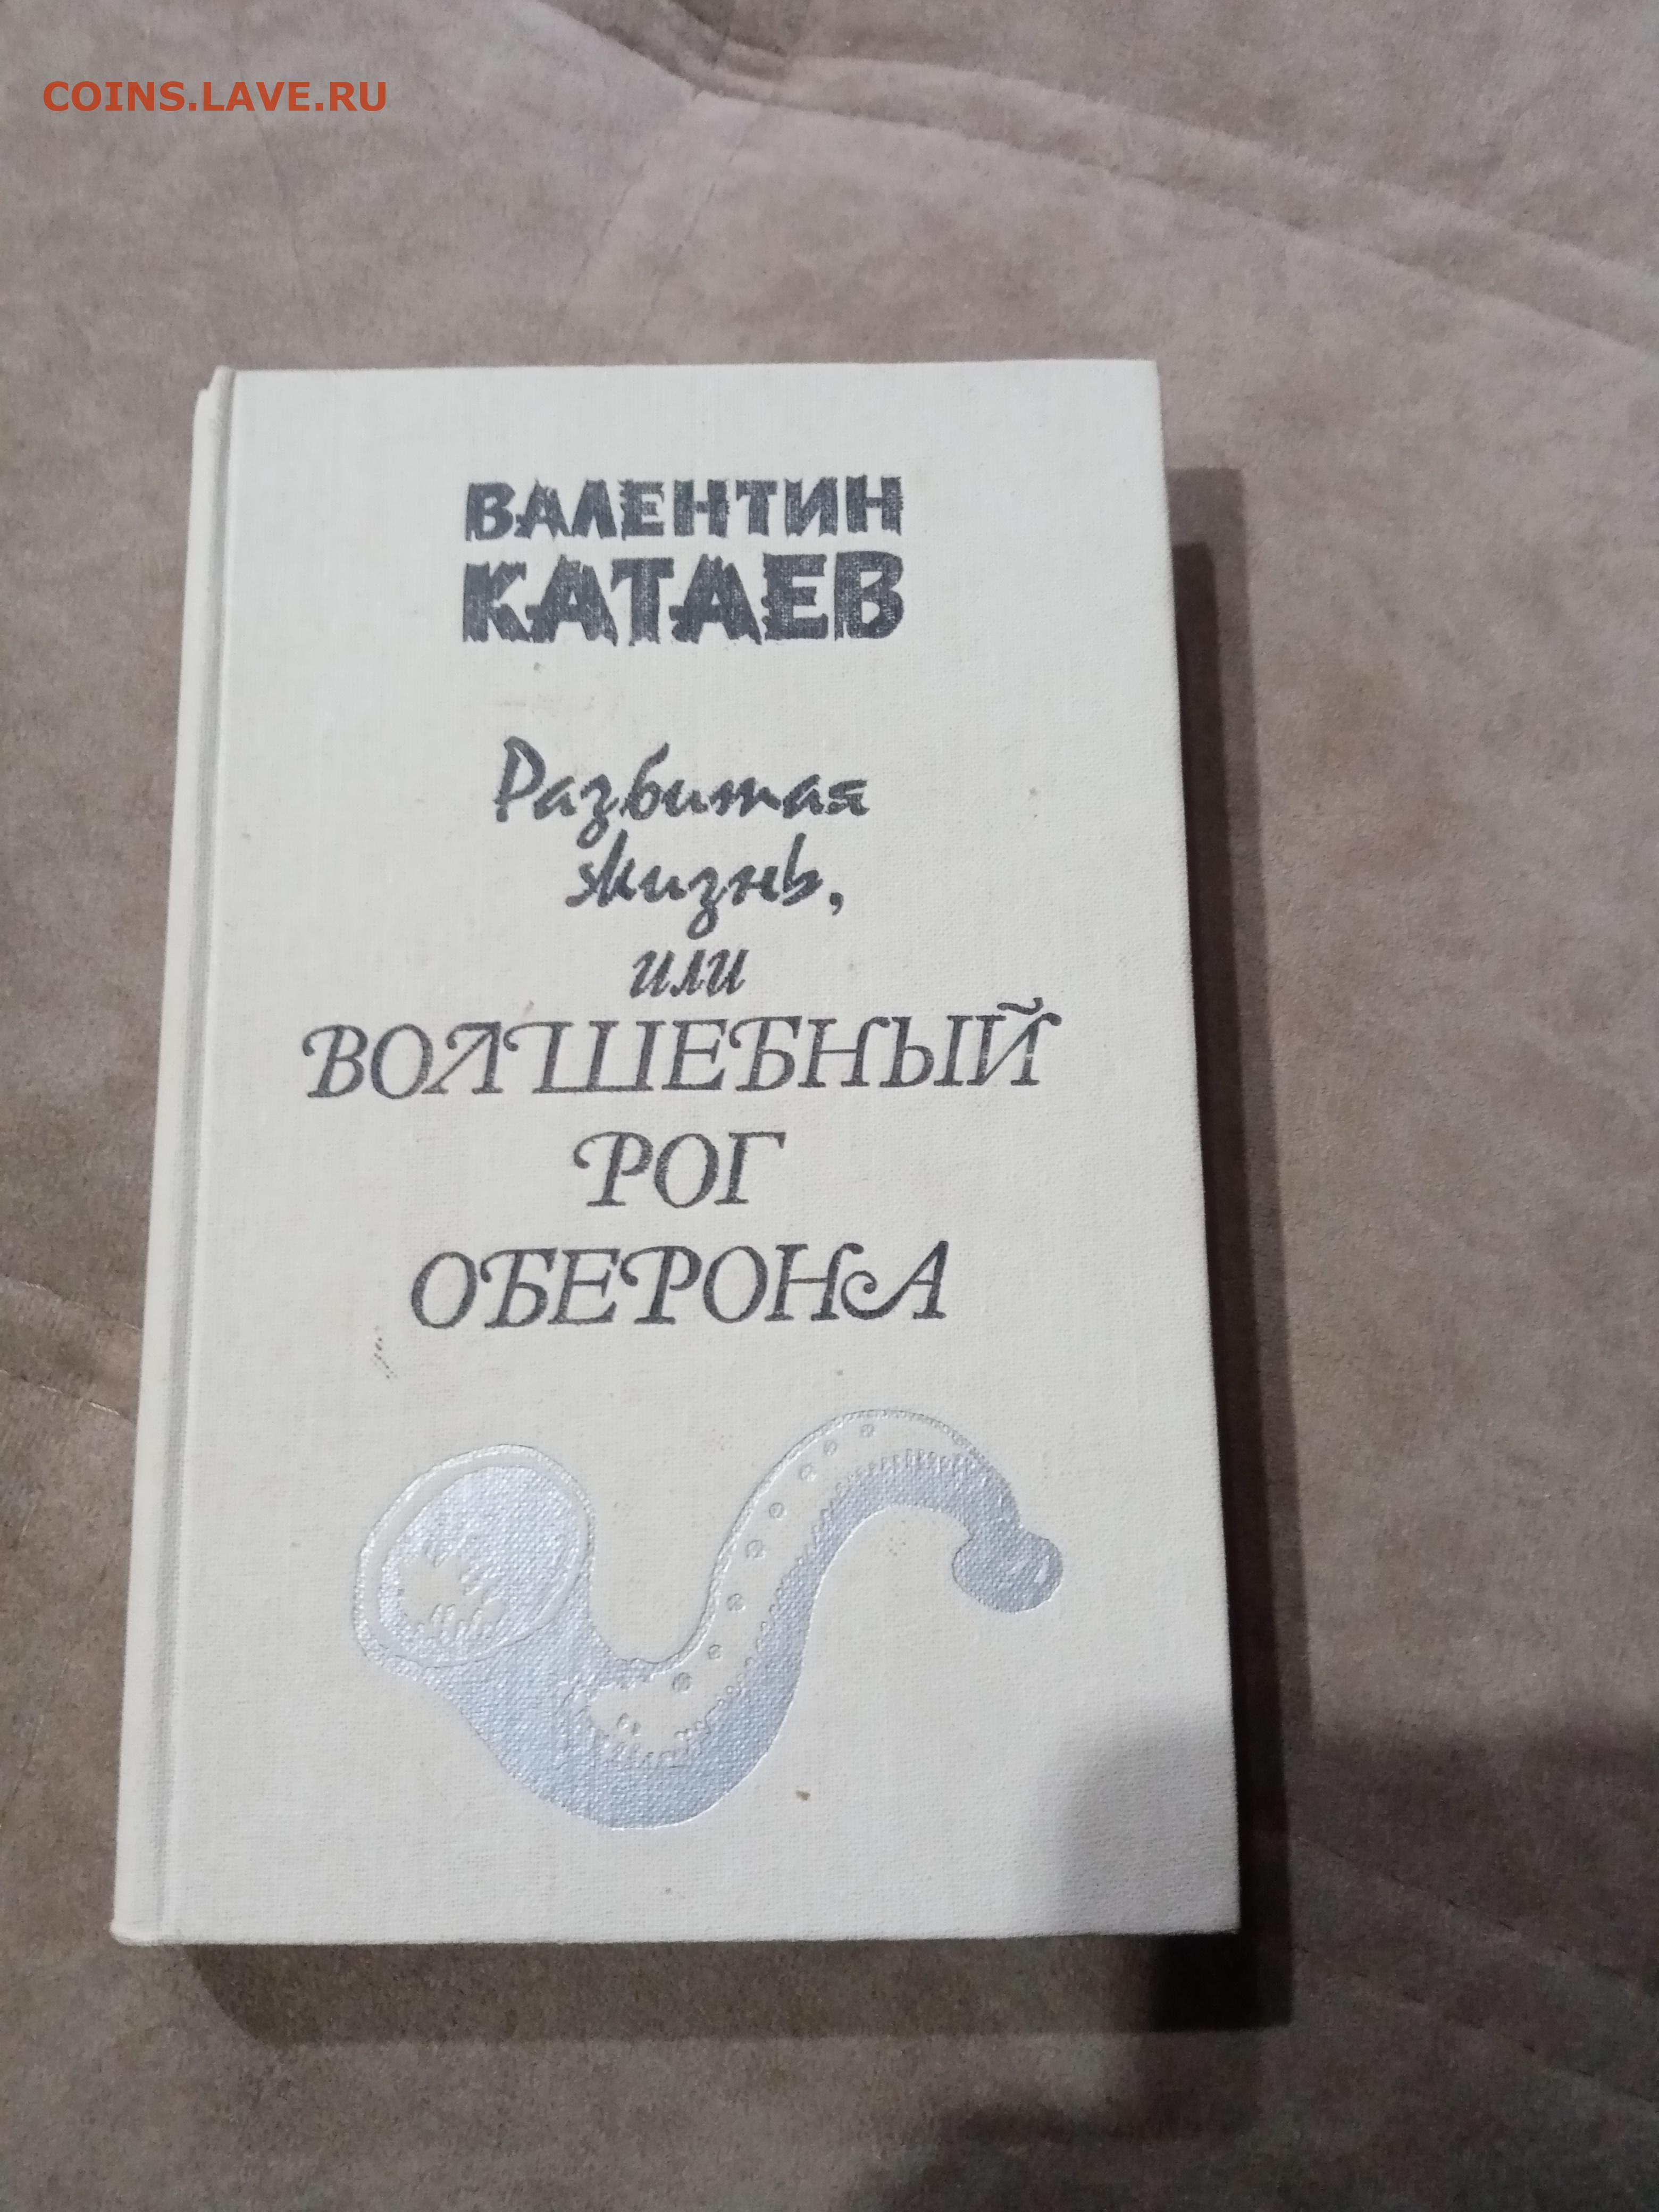 COINS.LAVE.RU
ВАЛЕНТИН
КАТАЕВ
Разбитая
жизнь,
или
ВОЛШЕБНЫЙ
РОГ
ОБЕРОНА